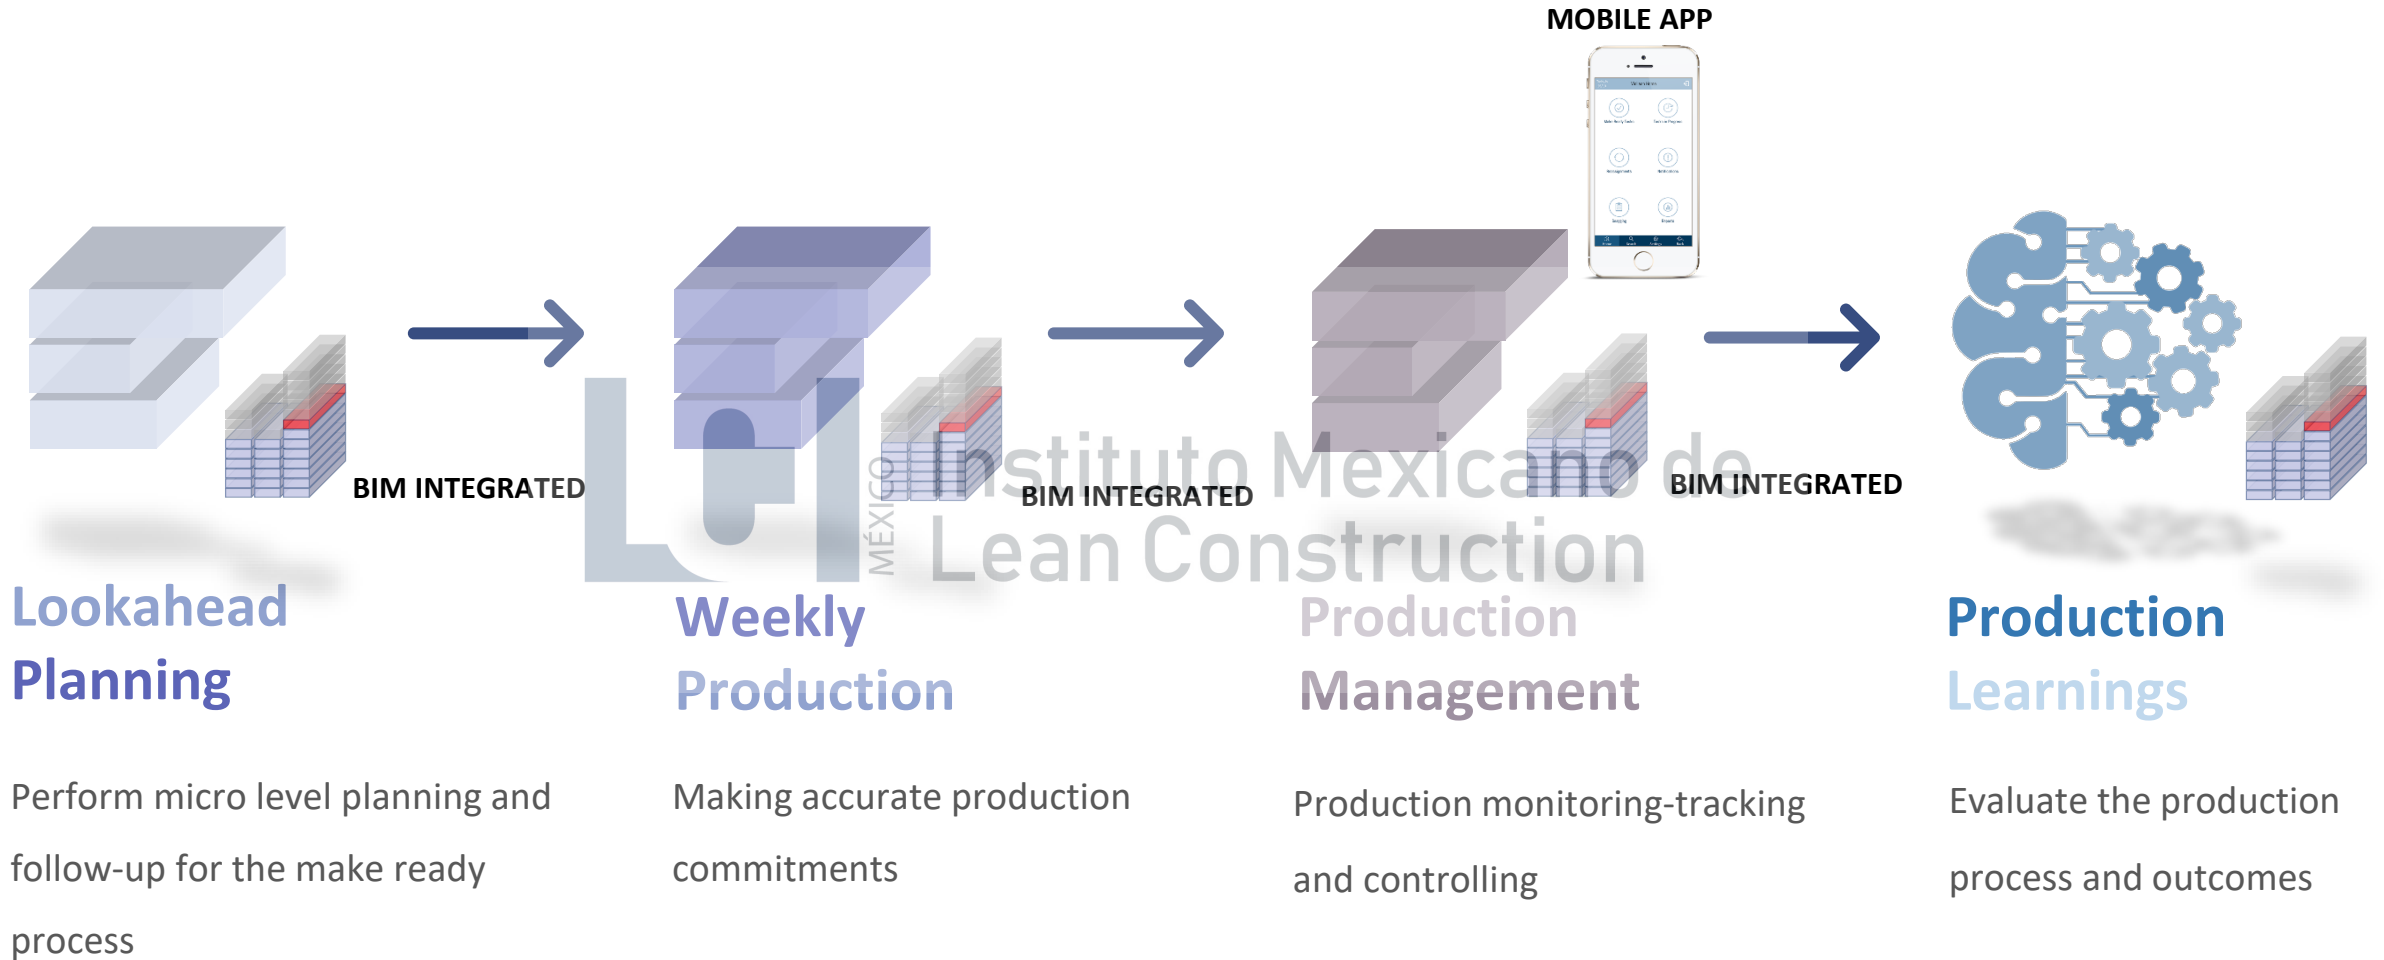 MOBILE APP
BIM INTEGRATED
BIM INTEGRATED
BIM INTEGRATED
LCI
MÉXICO
Instituto Mexicano de
Lean Construction
Lookahead
Planning
Perform micro level planning and
follow-up for the make ready
process
Weekly
Production
Making accurate production
commitments
Production
Management
Production monitoring-tracking
and controlling
Production
Learnings
Evaluate the production
process and outcomes